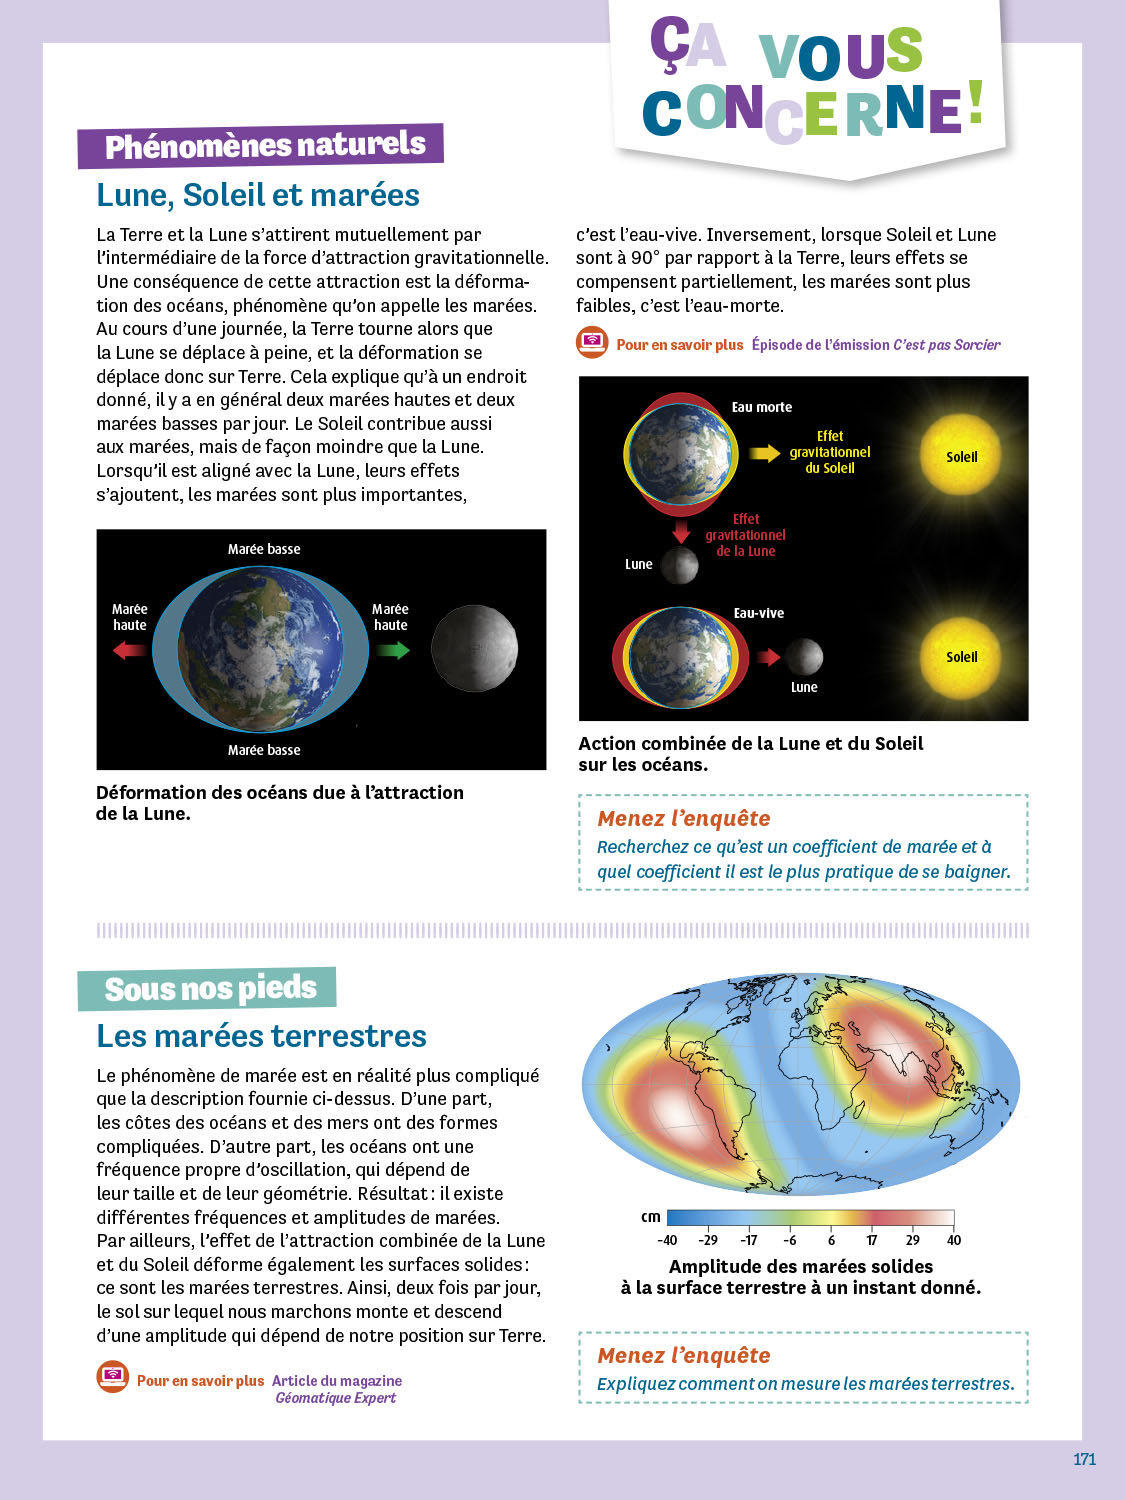 ÇA VOUS
CONCERNE!
Phénomènes naturels
Lune, Soleil et marées
La Terre et la Lune s’attirent mutuellement par
l’intermédiaire de la force d’attraction gravitationnelle.
Une conséquence de cette attraction est la déforma-
tion des océans, phénomène qu’on appelle les marées.
Au cours d’une journée, la Terre tourne alors que
la Lune se déplace à peine, et la déformation se
déplace donc sur Terre. Cela explique qu’à un endroit
donné, il y a en général deux marées hautes et deux
marées basses par jour. Le Soleil contribue aussi
aux marées, mais de façon moindre que la Lune.
Lorsqu’il est aligné avec la Lune, leurs effets
s’ajoutent, les marées sont plus importantes,
c’est l’eau-vive. Inversement, lorsque Soleil et Lune
sont à 90° par rapport à la Terre, leurs effets se
compensent partiellement, les marées sont plus
faibles, c’est l’eau-morte.
Pour en savoir plus Épisode de l’émission C’est pas Sorcier
Marée basse
Marée
haute
Marée
haute
Marée basse
Déformation des océans due à l’attraction
de la Lune.
Eau morte
Effet
gravitationnel
du Soleil
Soleil
Effet
gravitationnel
de la Lune
Lune
Eau-vive
Soleil
Lune
Action combinée de la Lune et du Soleil
sur les océans.
Menez l’enquête
Recherchez ce qu’est un coefficient de marée et à
quel coefficient il est le plus pratique de se baigner.
Sous nos pieds
Les marées terrestres
Le phénomène de marée est en réalité plus compliqué
que la description fournie ci-dessus. D’une part,
les côtes des océans et des mers ont des formes
compliquées. D’autre part, les océans ont une
fréquence propre d’oscillation, qui dépend de
leur taille et de leur géométrie. Résultat : il existe
différentes fréquences et amplitudes de marées.
Par ailleurs, l’effet de l’attraction combinée de la Lune
et du Soleil déforme également les surfaces solides :
ce sont les marées terrestres. Ainsi, deux fois par jour,
le sol sur lequel nous marchons monte et descend
d’une amplitude qui dépend de notre position sur Terre.
Pour en savoir plus Article du magazine
Géomatique Expert
cm
-40 -29 -17 -6 6 17 29 40
Amplitude des marées solides
à la surface terrestre à un instant donné.
Menez l’enquête
Expliquez comment on mesure les marées terrestres.
171